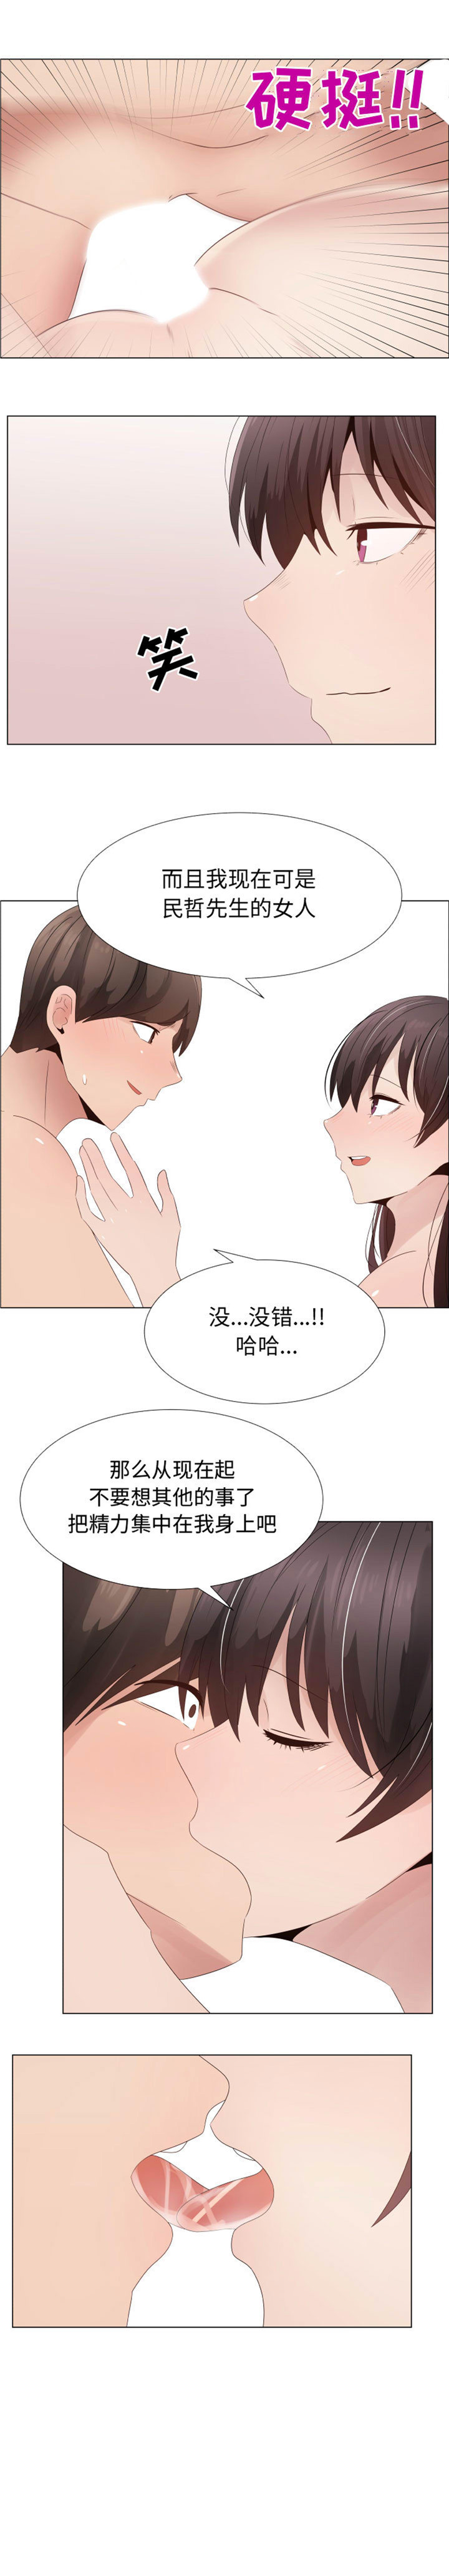 硬挺!!
笑
而且我现在可是
民哲先生的女人
没...没错...!!
哈哈...
那么从现在起
不要想其他的事了
把精力集中在我身上吧